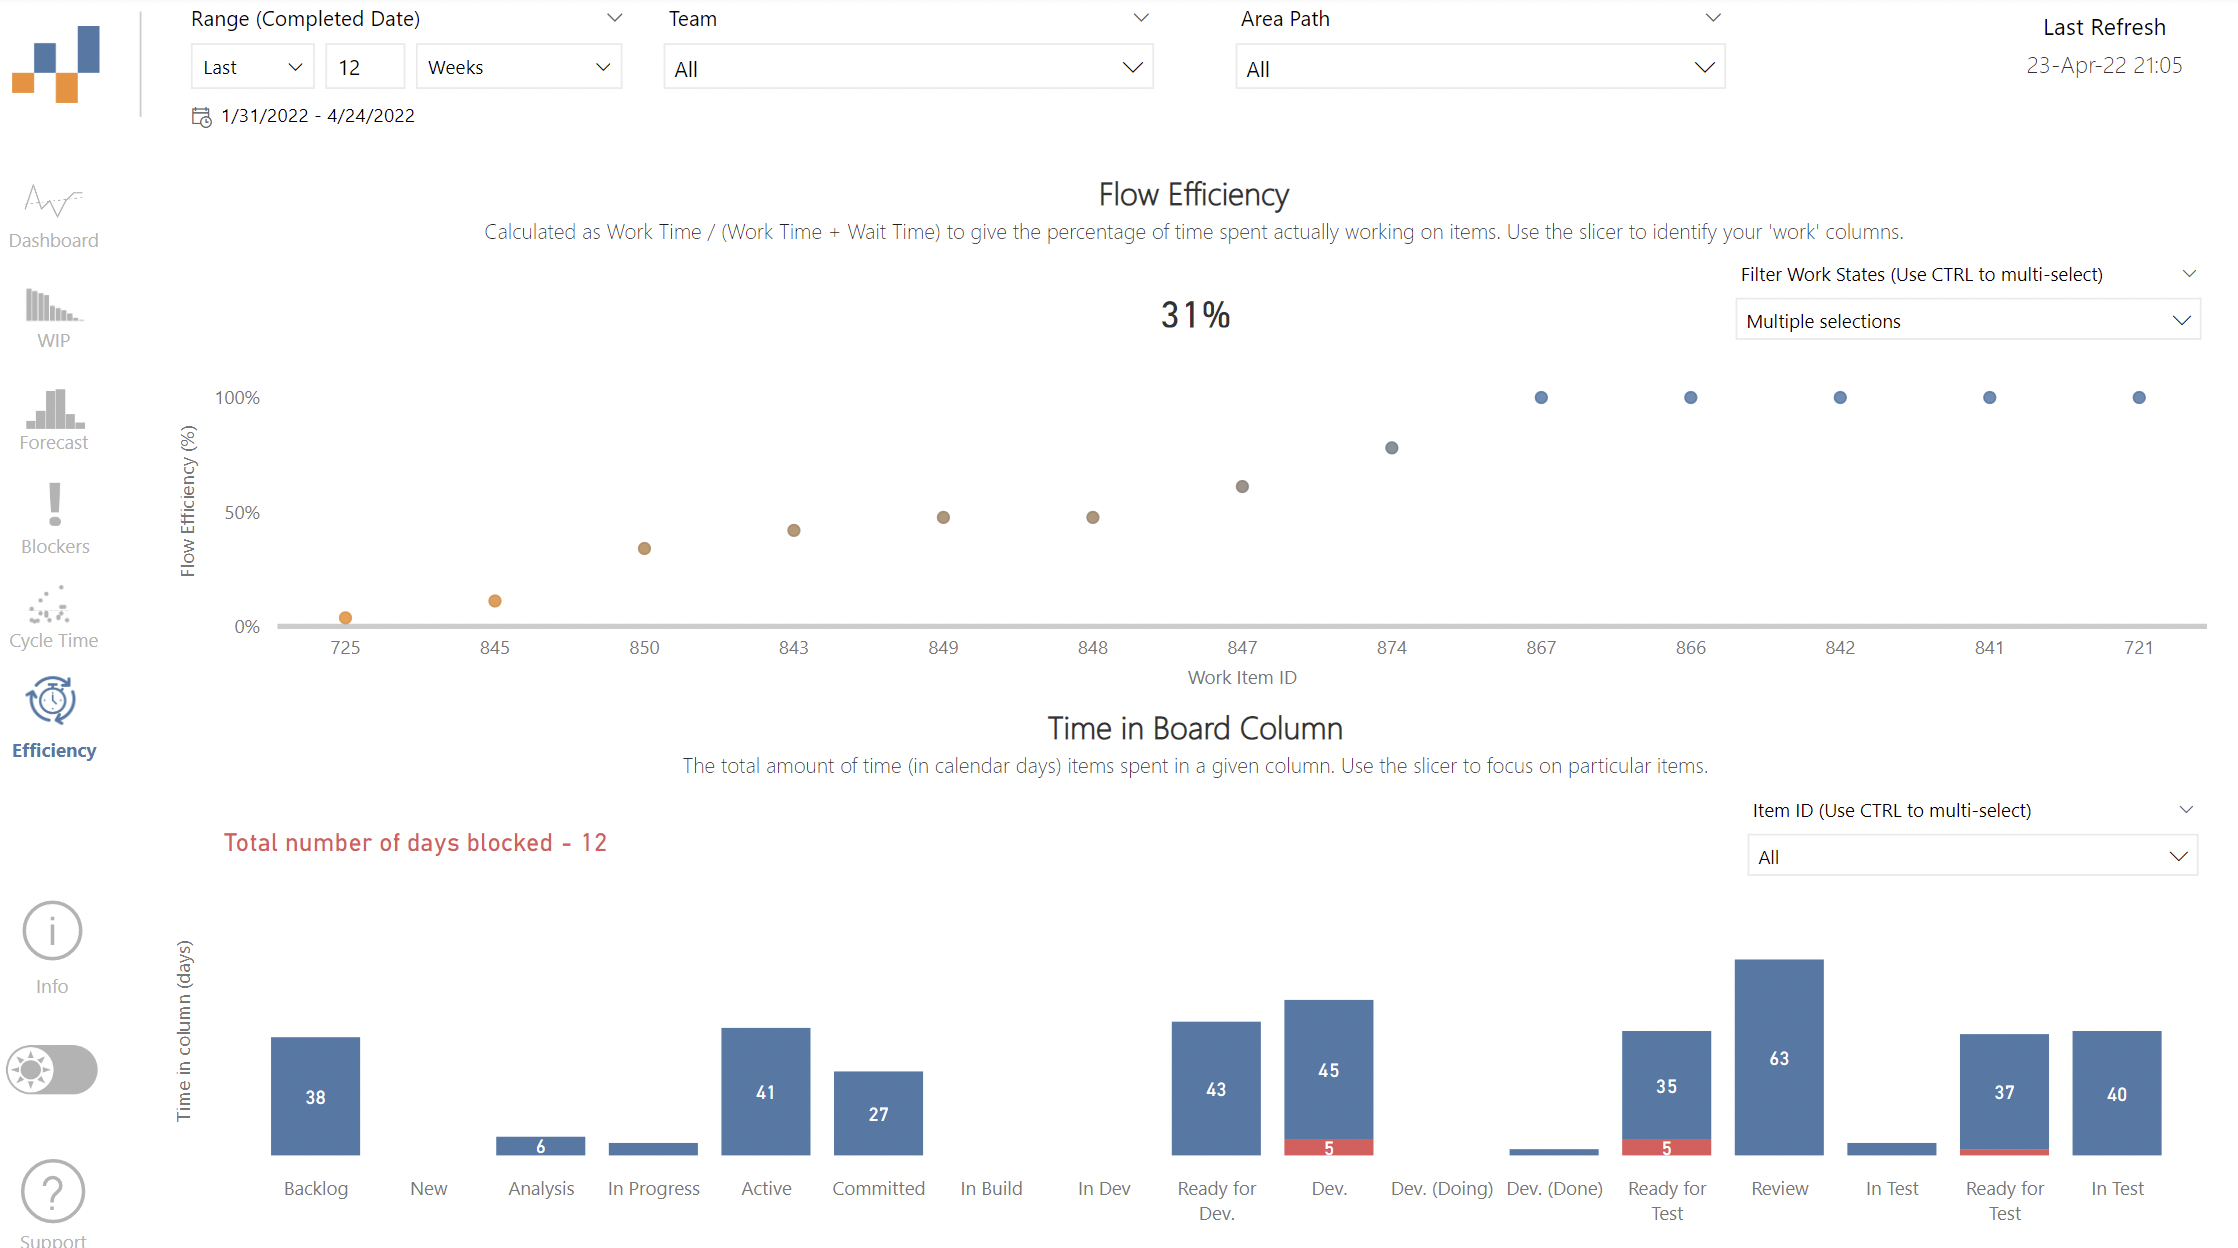 Range (Completed Date)
Team
Area Path
Last Refresh
Last
12
Weeks
All
All
23-Apr-22 21:05
1/31/2022 - 4/24/2022
Dashboard
WIP
Forecast
Blockers
Cycle Time
Efficiency
Info
Support
Flow Efficiency
Calculated as Work Time / (Work Time + Wait Time) to give the percentage of time spent actually working on items. Use the slicer to identify your 'work' columns.
Filter Work States (Use CTRL to multi-select)
Multiple selections
31%
Flow Efficiency (%)
100%
50%
0%
725 845 850 843 849 848 847 874 867 866 842 841 721
Work Item ID
Time in Board Column
The total amount of time (in calendar days) items spent in a given column. Use the slicer to focus on particular items.
Item ID (Use CTRL to multi-select)
All
Total number of days blocked - 12
Time in column (days)
38 6 41 27 43 45 35 63 37 40
5 5
Backlog New Analysis In Progress Active Committed In Build In Dev Ready for Dev. Dev. (Doing) Dev. (Done) Ready for Review In Test Ready for In Test
Dev. Test Test